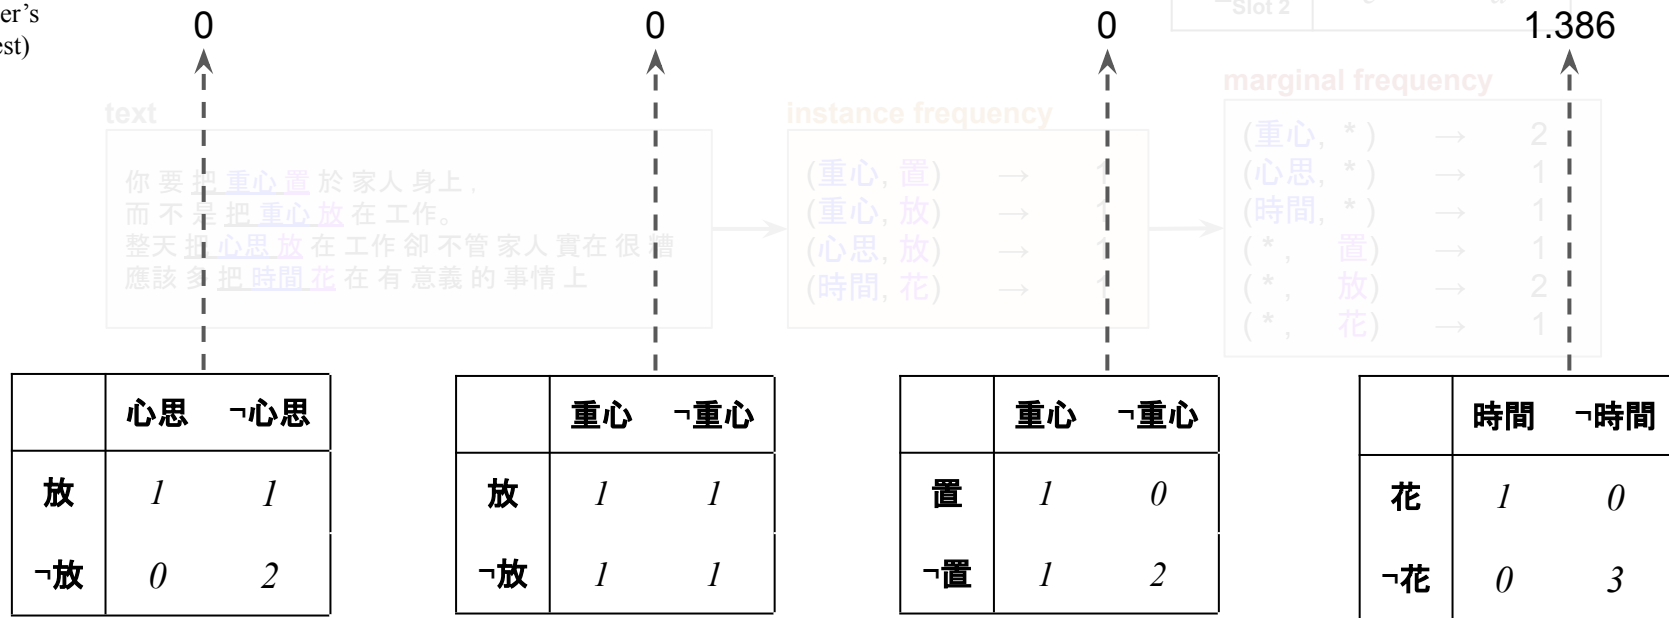 er’s
est)
0
0
0
1.386
Slot 2
text
你 要 把 重心 置 於 家人 身上 ,
而 不 是 把 重心 放 在 工作。
整天 把 心思 放 在 工作 卻 不管 家人 實在 很 糟
應該 多 把 時間 花 在 有 意義 的 事情 上
instance frequency
(重心, 置) → 1
(重心, 放) → 1
(心思, 放) → 1
(時間, 花) → 1
marginal frequency
(重心, * ) → 2
(心思, * ) → 1
(時間, * ) → 1
( * , 置) → 1
( * , 放) → 2
( * , 花) → 1
心思 ¬心思
放 1 1
¬放 0 2
重心 ¬重心
放 1 1
¬放 1 1
重心 ¬重心
置 1 0
¬置 1 2
時間 ¬時間
花 1 0
¬花 0 3